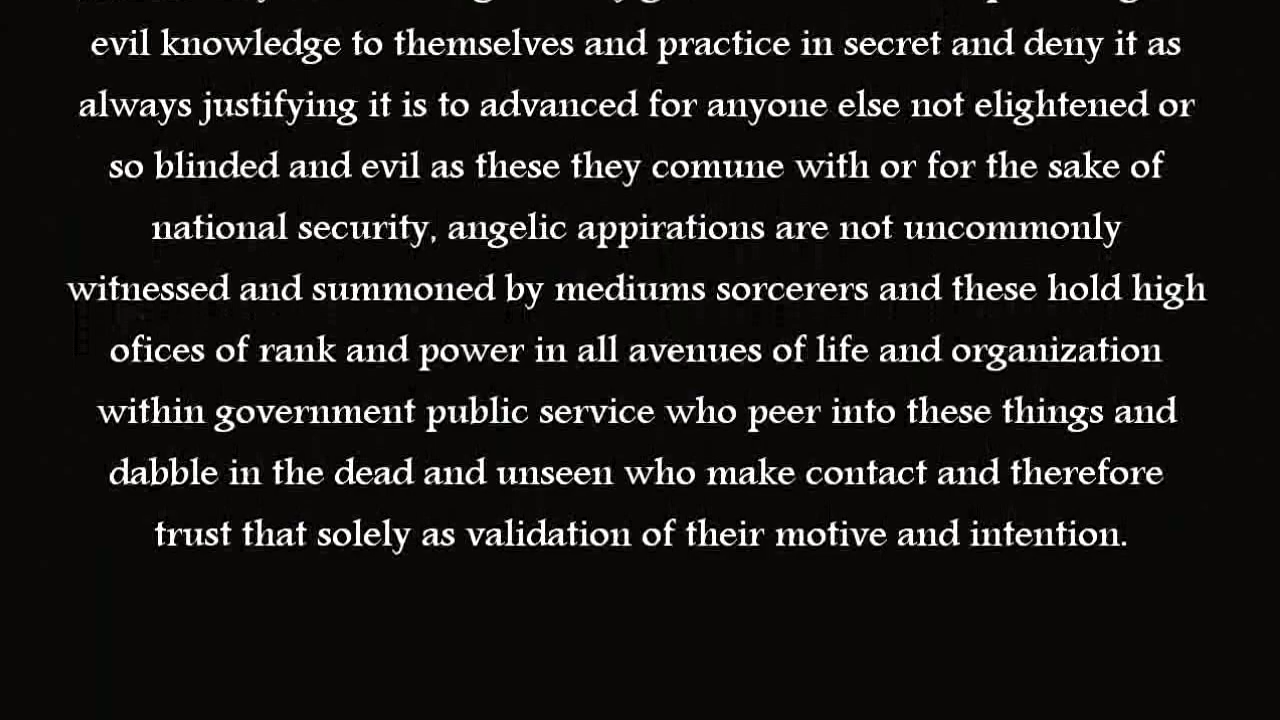 evil knowledge to themselves and practice in secret and deny it as
always justifying it is to advanced for anyone else not elightened or
so blinded and evil as these they comune with or for the sake of
national security, angelic appirations are not uncommonly
witnessed and summoned by mediums sorcerers and these hold high
ofices of rank and power in all avenues of life and organization
within government public service who peer into these things and
dabble in the dead and unseen who make contact and therefore
trust that solely as validation of their motive and intention.